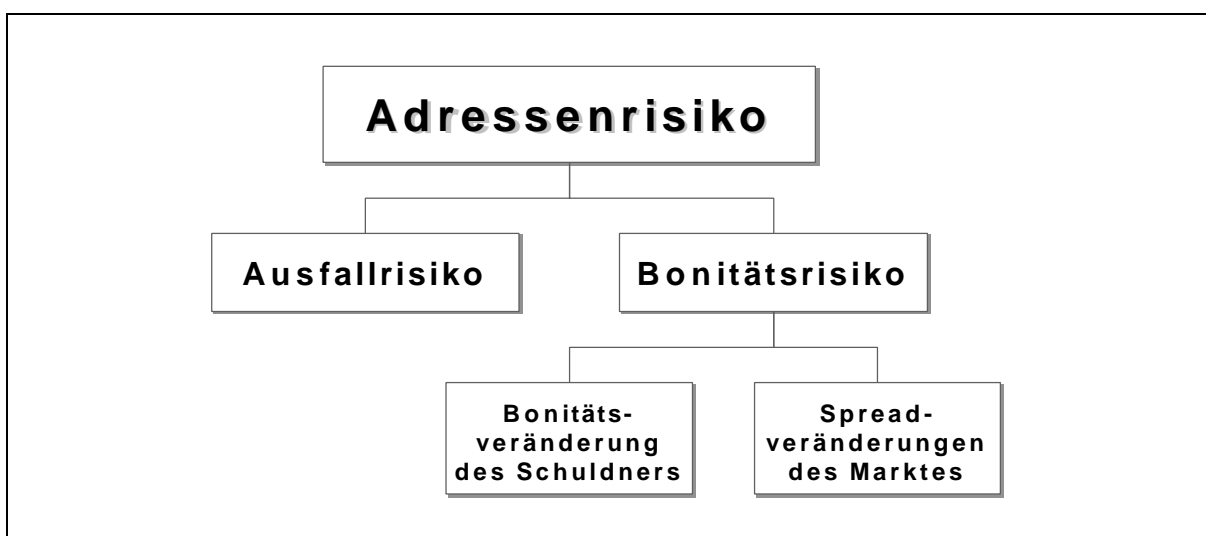 Adressenrisiko
Ausfallrisiko
Bonitätsrisiko
Bonitäts-
veränderung
des Schuldners
Spread-
veränderungen
des Marktes